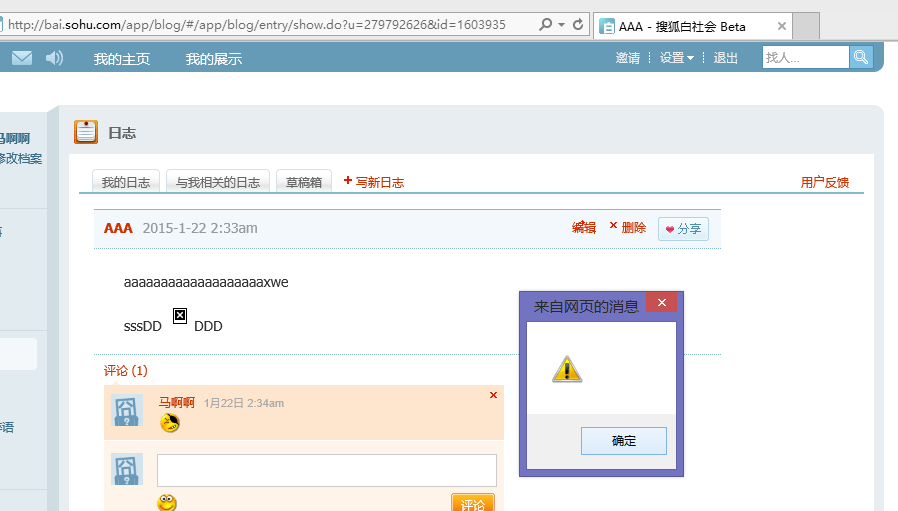 http://bai.sohu.com/app/blog/#/app/blog/entry/show.do?u=279792626&id=1603935
AAA - 搜狐白社会 Beta
我的主页 我的展示 邀请 设置 退出 找人...
马啊啊
修改档案
日志
我的日志 与我相关的日志 草稿箱 写新日志 用户反馈
AAA 2015-1-22 2:33am 编辑 删除 分享
aaaaaaaaaaaaaaaaaaaxwe
sssDD DDD
来自网页的消息
确定
评论 (1)
马啊啊 1月22日 2:34am
评论